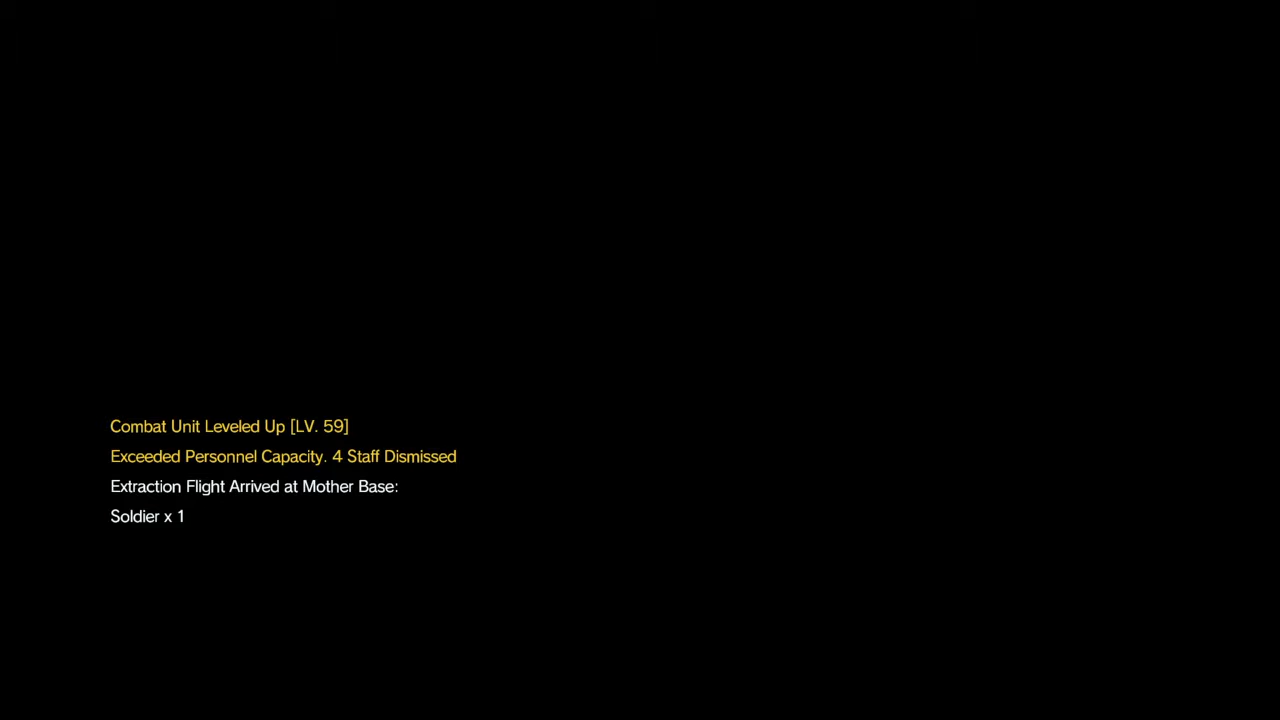 Combat Unit Leveled Up [LV. 59]
Exceeded Personnel Capacity. 4 Staff Dismissed
Extraction Flight Arrived at Mother Base:
Soldier x 1